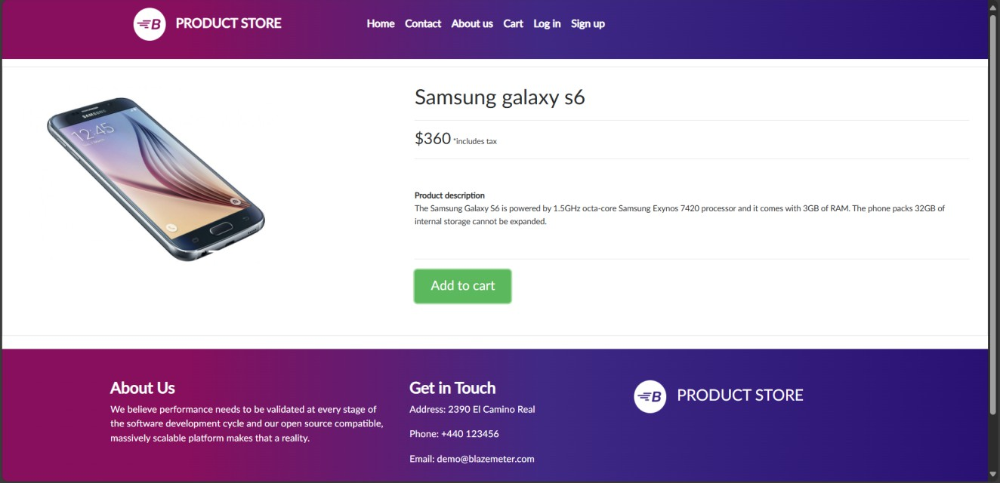 PRODUCT STORE
Home Contact About us Cart Log in Sign up
Samsung galaxy s6
$360 *includes tax
SAMSUNG
12:45
Product description
The Samsung Galaxy S6 is powered by 1.5GHz octa-core Samsung Exynos 7420 processor and it comes with 3GB of RAM. The phone packs 32GB of
internal storage cannot be expanded.
Add to cart
About Us
We believe performance needs to be validated at every stage of
the software development cycle and our open source compatible,
massively scalable platform makes that a reality.
Get in Touch
Address: 2390 El Camino Real
Phone: +440 123456
Email: demo@blazemeter.com
B PRODUCT STORE